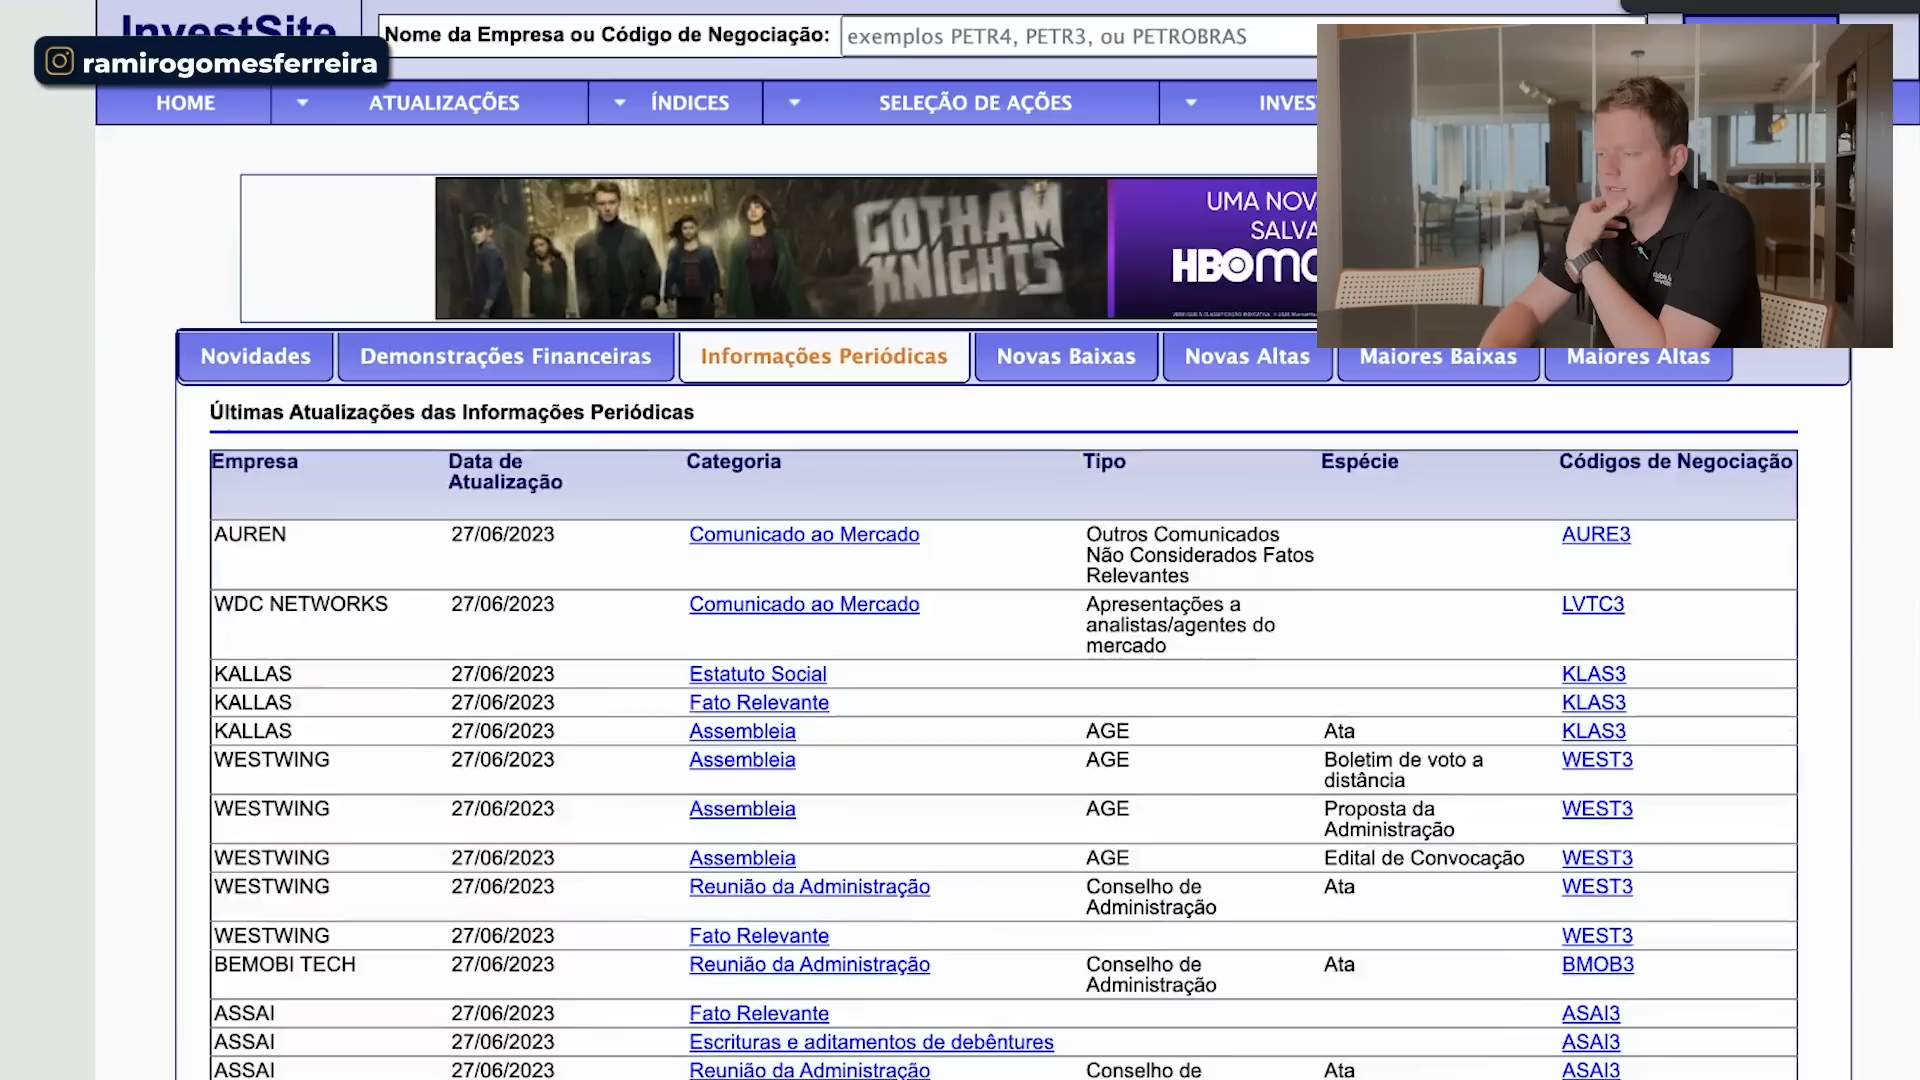 InvestSite
ramirogomesferreira
Nome da Empresa ou Código de Negociação:
exemplos PETR4, PETR3, ou PETROBRAS
HOME
ATUALIZAÇÕES
ÍNDICES
SELEÇÃO DE AÇÕES
INVES
GOTHAM
KNIGHTS
UMA NOV
SALVA
HBOmo
Novidades
Demonstrações Financeiras
Informações Periódicas
Novas Baixas
Novas Altas
Maiores Baixas
Maiores Altas
Últimas Atualizações das Informações Periódicas
Empresa
Data de
Atualização
Categoria
Tipo
Espécie
Códigos de Negociação
AUREN 27/06/2023 Comunicado ao Mercado Outros Comunicados AURE3
Não Considerados Fatos
Relevantes
WDC NETWORKS 27/06/2023 Comunicado ao Mercado Apresentações a LVTC3
analistas/agentes do
mercado
KALLAS 27/06/2023 Estatuto Social KLAS3
KALLAS 27/06/2023 Fato Relevante KLAS3
KALLAS 27/06/2023 Assembleia AGE Ata KLAS3
WESTWING 27/06/2023 Assembleia AGE Boletim de voto a WEST3
distância
WESTWING 27/06/2023 Assembleia AGE Proposta da WEST3
Administração
WESTWING 27/06/2023 Assembleia AGE Edital de Convocação WEST3
WESTWING 27/06/2023 Reunião da Administração Conselho de Ata WEST3
Administração
WESTWING 27/06/2023 Fato Relevante WEST3
BEMOBI TECH 27/06/2023 Reunião da Administração Conselho de Ata BMOB3
Administração
ASSAI 27/06/2023 Fato Relevante ASAI3
ASSAI 27/06/2023 Escrituras e aditamentos de debêntures ASAI3
ASSAI 27/06/2023 Reunião da Administração Conselho de Ata ASAI3